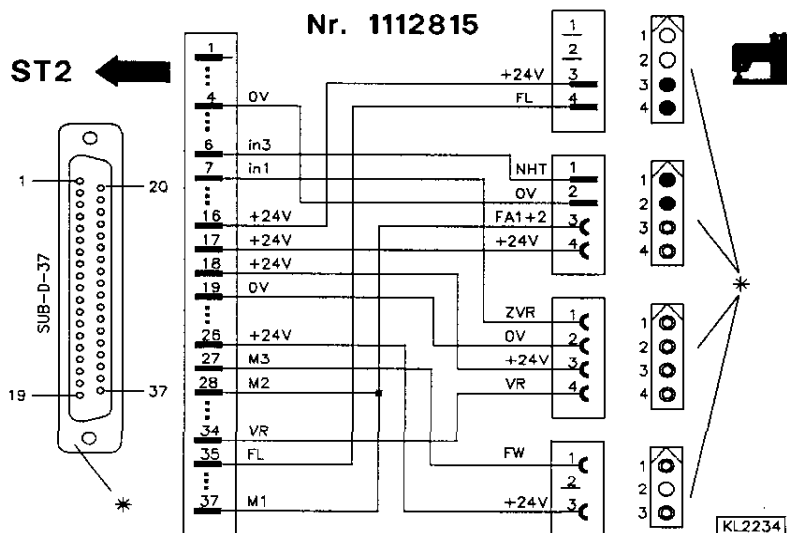 Nr. 1112815
ST2
SUB-D-37
1
20
19
37
1
4 0V
6 in3
7 in1
16 +24V
17 +24V
18 +24V
19 0V
26 +24V
27 M3
28 M2
34 VR
35 FL
37 M1
1
2
+24V 3
FL 4
NHT 1
0V 2
FA1+2 3
+24V 4
ZVR 1
0V 2
+24V 3
VR 4
FW 1
2
+24V 3
1
2
3
4
1
2
3
4
1
2
3
4
1
2
3
*
*
KL2234